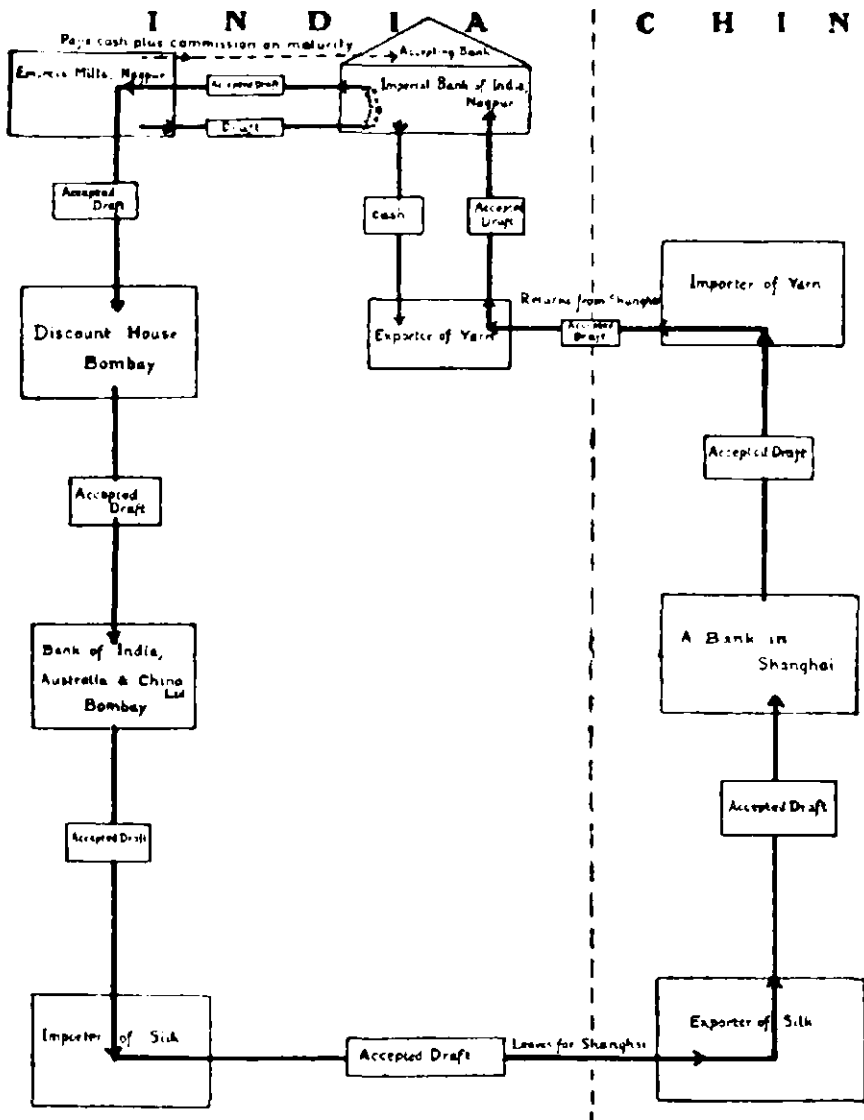 I N D I A C H I N
Pays cash plus commission on maturity
Accepting Bank
Empress Mills, Nagpur
Accepted Draft
Imperial Bank of India,
Nagpur
Draft
Accepted
Draft
Cash
Accepted
Draft
Importer of Yarn
Returns from Shanghai
Discount House
Bombay
Exporter of Yarn
Accepted
Draft
Accepted Draft
Accepted
Draft
Bank of India,
Australia & China
Ltd
Bombay
A Bank in
Shanghai
Accepted Draft
Accepted Draft
Importer of Silk
Accepted Draft
Leaves for Shanghai
Exporter of Silk